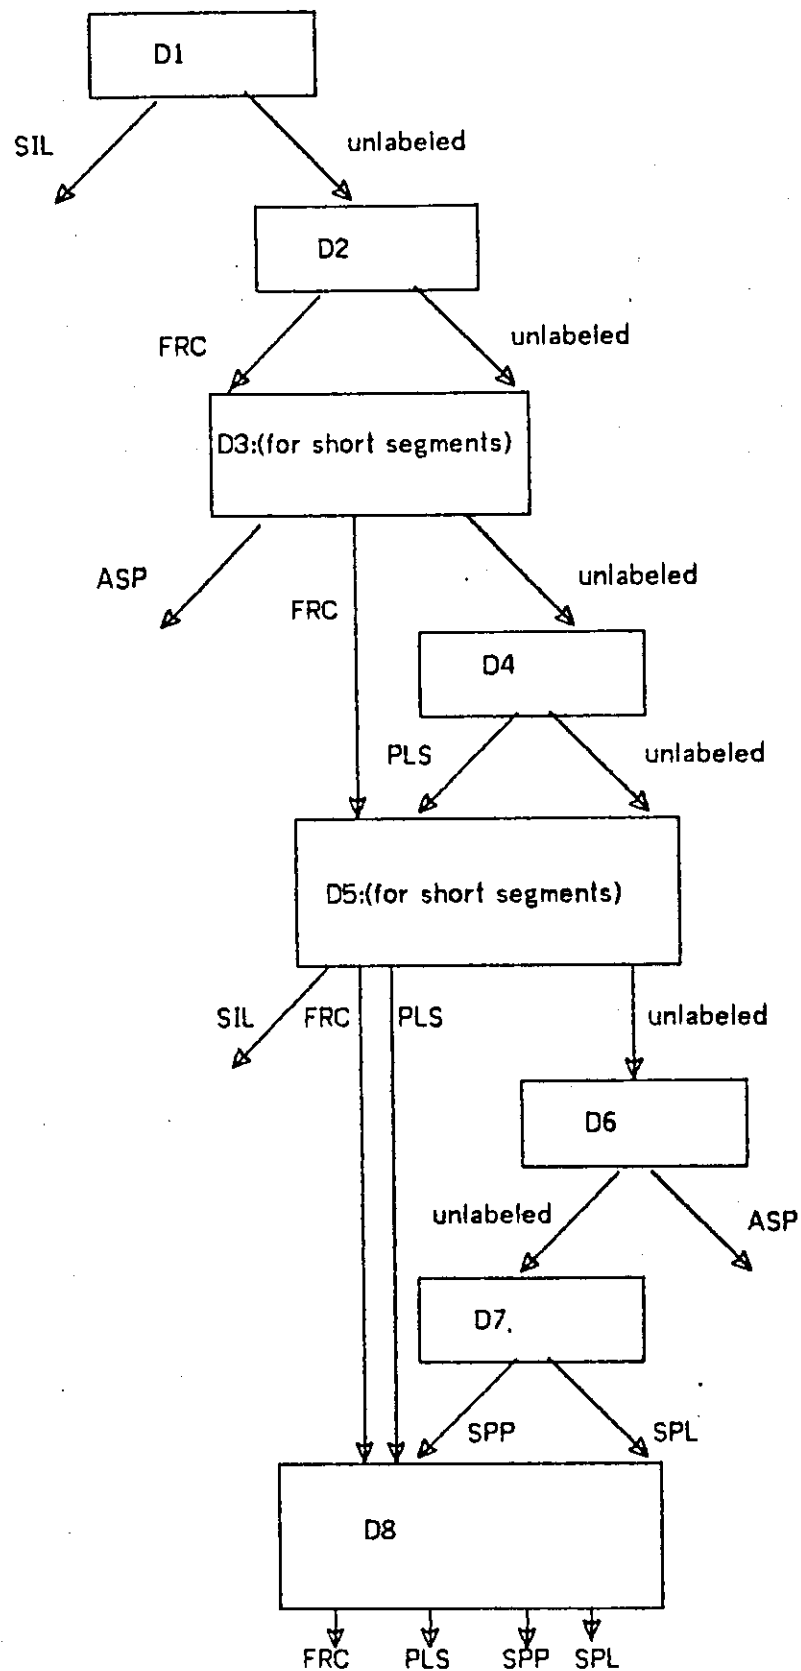 D1
SIL
unlabeled
D2
FRC
unlabeled
D3:(for short segments)
ASP
FRC
unlabeled
D4
PLS
unlabeled
D5:(for short segments)
SIL
FRC
PLS
unlabeled
D6
unlabeled
ASP
D7.
SPP
SPL
D8
FRC
PLS
SPP
SPL